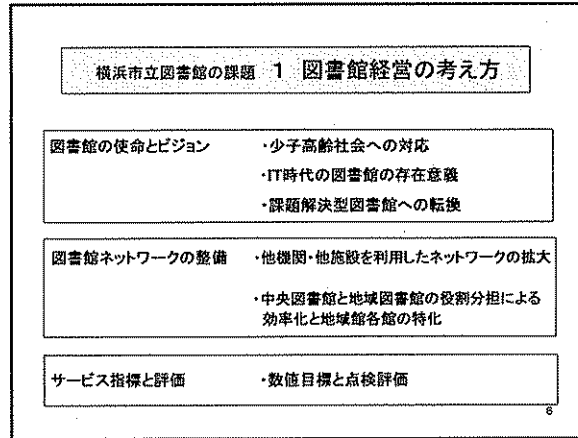 横浜市立図書館の課題 1 図書館経営の考え方
図書館の使命とビジョン ・少子高齢社会への対応
・IT時代の図書館の存在意義
・課題解決型図書館への転換
図書館ネットワークの整備 ・他機関・他施設を利用したネットワークの拡大
・中央図書館と地域図書館の役割分担による
効率化と地域館各館の特化
サービス指標と評価 ・数値目標と点検評価
6